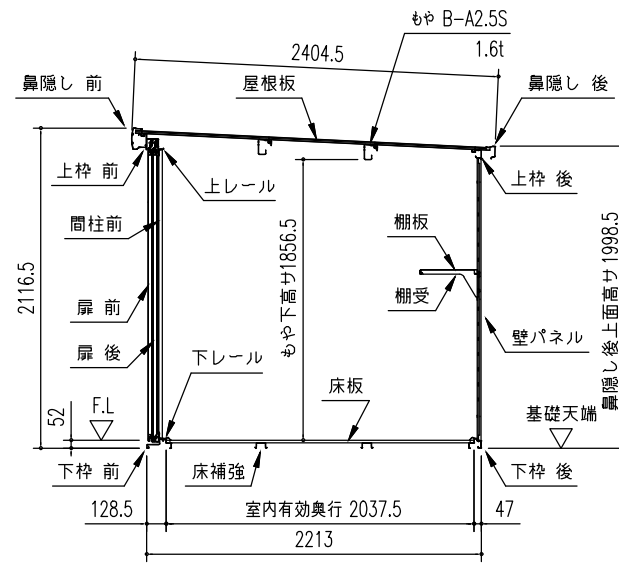 もや B-A2.5S
1.6t
2404.5
鼻隠し 前
屋根板
鼻隠し 後
上枠 前
上レール
上枠 後
間柱前
棚板
棚受
もや下高サ1856.5
2116.5
鼻隠し後上面高サ1998.5
扉 前
壁パネル
扉 後
下レール
床板
52
F.L
基礎天端
下枠 前
床補強
下枠 後
128.5
室内有効奥行 2037.5
47
2213